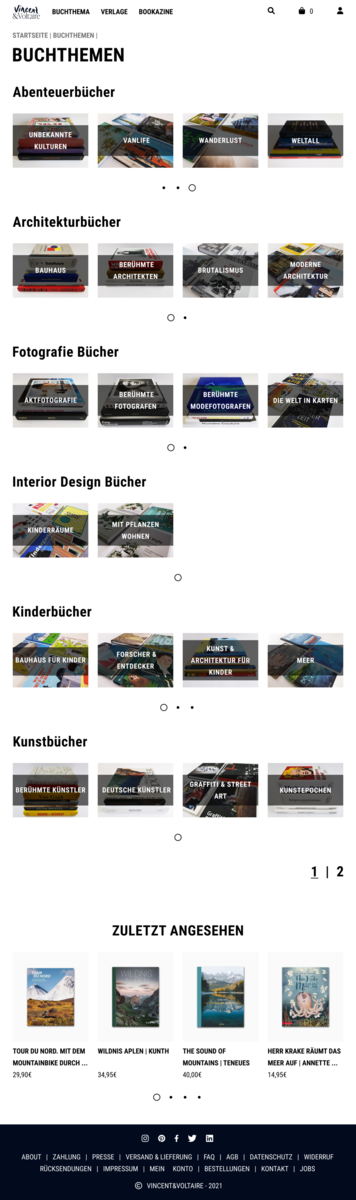 Vincent
&Voltaire
BUCHTHEMA VERLAGE BOOKAZINE 0
STARTSEITE | BUCHTHEMEN |
BUCHTHEMEN
Abenteuerbücher
UNBEKANNTE
KULTUREN
VANLIFE
WANDERLUST
WELTALL
Architekturbücher
BAUHAUS
BERÜHMTE
ARCHITEKTEN
BRUTALISMUS
MODERNE
ARCHITEKTUR
Fotografie Bücher
AKTFOTOGRAFIE
BERÜHMTE
FOTOGRAFEN
BERÜHMTE
MODEFOTOGRAFEN
DIE WELT IN KARTEN
Interior Design Bücher
KINDERRÄUME
MIT PFLANZEN
WOHNEN
Kinderbücher
BAUHAUS FÜR KINDER
FORSCHER &
ENTDECKER
KUNST &
ARCHITEKTUR FÜR
KINDER
MEER
Kunstbücher
BERÜHMTE KÜNSTLER
DEUTSCHE KÜNSTLER
GRAFFITI & STREET
ART
KUNSTEPOCHEN
1 | 2
ZULETZT ANGESEHEN
TOUR DU NORD. MIT DEM
MOUNTAINBIKE DURCH ...
29,90€
WILDNIS APLEN | KUNTH
34,95€
THE SOUND OF
MOUNTAINS | TENEUES
40,00€
HERR KRAKE RÄUMT DAS
MEER AUF | ANNETTE ...
14,95€
ABOUT | ZAHLUNG | PRESSE | VERSAND & LIEFERUNG | FAQ | AGB | DATENSCHUTZ | WIDERRUF
RÜCKSENDUNGEN | IMPRESSUM | MEIN KONTO | BESTELLUNGEN | KONTAKT | JOBS
© VINCENT&VOLTAIRE - 2021